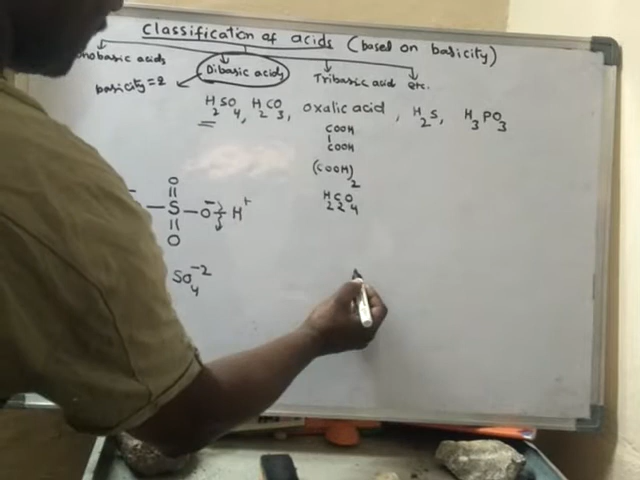 Classification of acids (based on basicity)
monobasic acids Dibasic acids Tribasic acid etc.
basicity = 2
H2SO4, H2CO3, oxalic acid, H2S, H3PO3
COOH
COOH
(COOH)2
H2C2O4
O
S – O⁻ H⁺
O
SO4⁻²